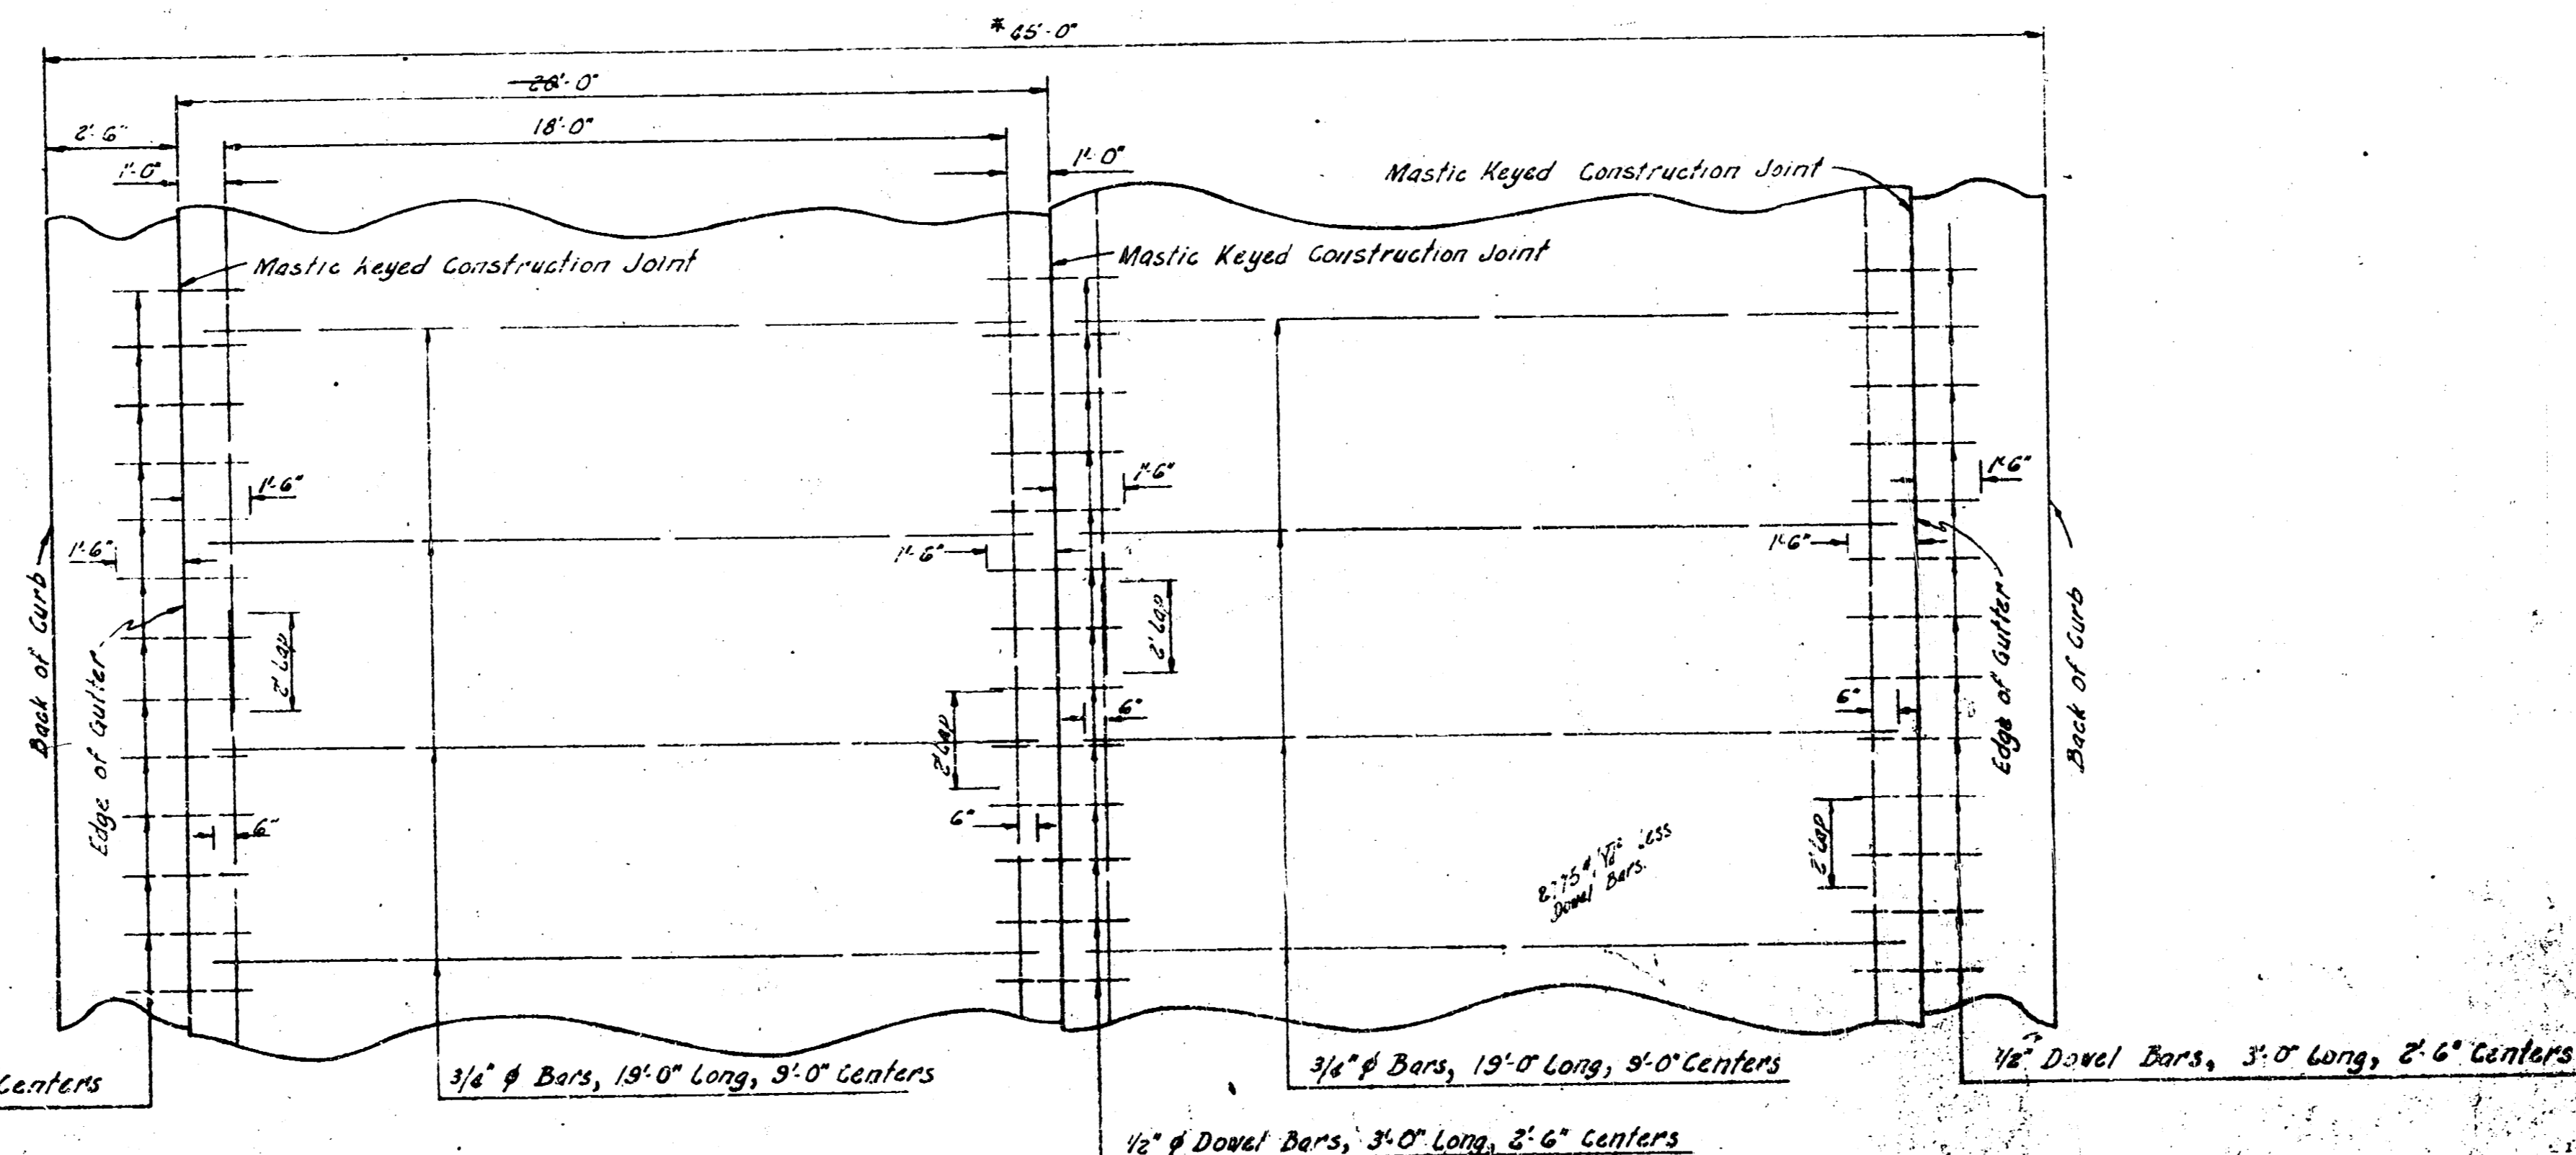 * 45'-0"
20'-0"
2'-6"
18'-0"
1'-0"
1'-0"
Mastic Keyed Construction Joint
Mastic Keyed Construction Joint
Mastic Keyed Construction Joint
1'-6"
1'-6"
1'-6"
1'-6"
1'-6"
1'-6"
Back of Curb
Edge of Gutter
2' Lap
2' Lap
2' Lap
6"
6"
6"
6"
2' Lap
Edge of Gutter
Back of Curb
Less
Dowel Bars.
Centers
3/4" φ Bars, 19'-0" Long, 9'-0" Centers
3/4" φ Bars, 19'-0" Long, 9'-0" Centers
1/2" Dowel Bars, 3'-0" Long, 2'-6" Centers
1/2" φ Dowel Bars, 3'-0" Long, 2'-6" Centers